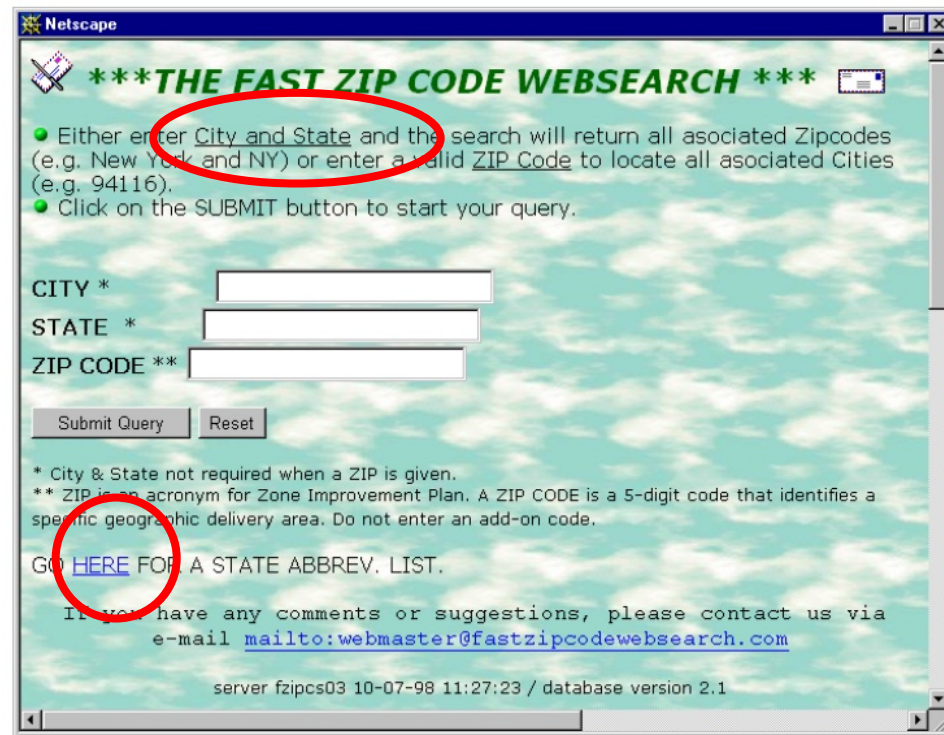 Netscape
***THE FAST ZIP CODE WEBSEARCH ***
Either enter City and State and the search will return all asociated Zipcodes
(e.g. New York and NY) or enter a valid ZIP Code to locate all asociated Cities
(e.g. 94116).
Click on the SUBMIT button to start your query.
CITY *
STATE *
ZIP CODE **
Submit Query Reset
* City & State not required when a ZIP is given.
** ZIP is an acronym for Zone Improvement Plan. A ZIP CODE is a 5-digit code that identifies a
specific geographic delivery area. Do not enter an add-on code.
GO HERE FOR A STATE ABBREV. LIST.
If you have any comments or suggestions, please contact us via
e-mail mailto:webmaster@fastzipcodewebsearch.com
server fzipcs03 10-07-98 11:27:23 / database version 2.1